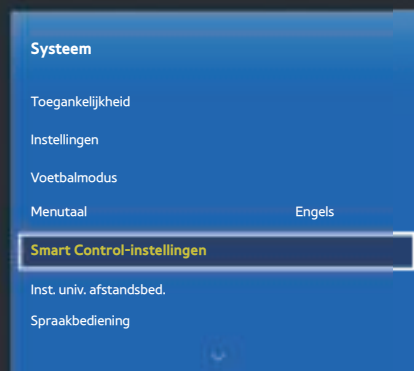 Systeem
Toegankelijkheid
Instellingen
Voetbalmodus
Menutaal Engels
Smart Control-instellingen
Inst. univ. afstandsbed.
Spraakbediening